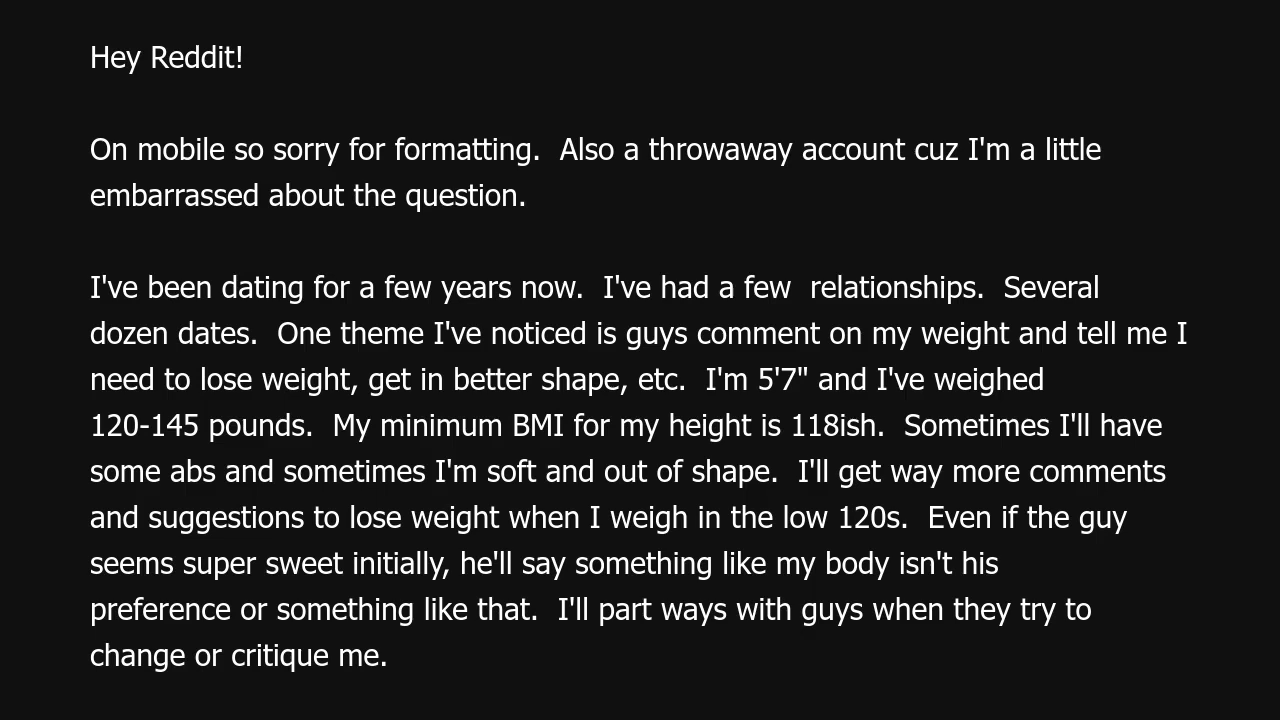 Hey Reddit!
On mobile so sorry for formatting.  Also a throwaway account cuz I'm a little
embarrassed about the question.
I've been dating for a few years now.  I've had a few  relationships.  Several
dozen dates.  One theme I've noticed is guys comment on my weight and tell me I
need to lose weight, get in better shape, etc.  I'm 5'7" and I've weighed
120-145 pounds.  My minimum BMI for my height is 118ish.  Sometimes I'll have
some abs and sometimes I'm soft and out of shape.  I'll get way more comments
and suggestions to lose weight when I weigh in the low 120s.  Even if the guy
seems super sweet initially, he'll say something like my body isn't his
preference or something like that.  I'll part ways with guys when they try to
change or critique me.